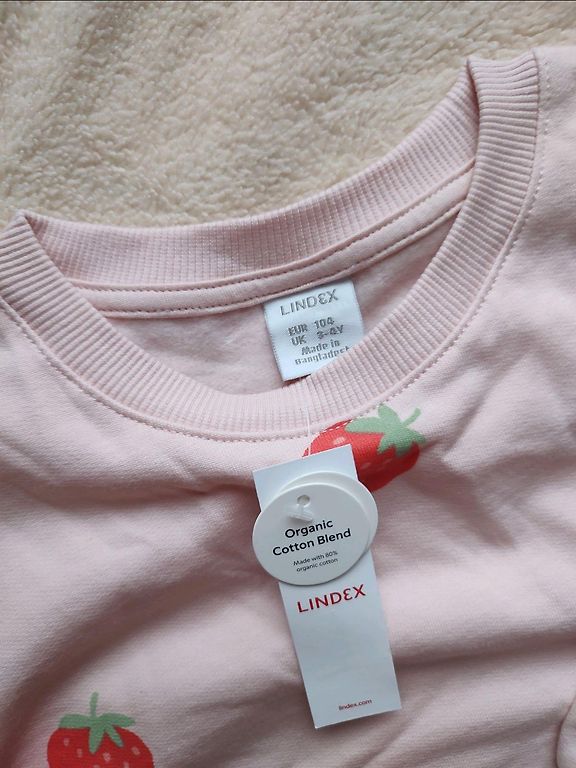 LINDEX
EUR 104
UK 3-4Y
Made in
Bangladesh
Organic
Cotton Blend
Made with 80%
organic cotton
LINDEX
lindex.com